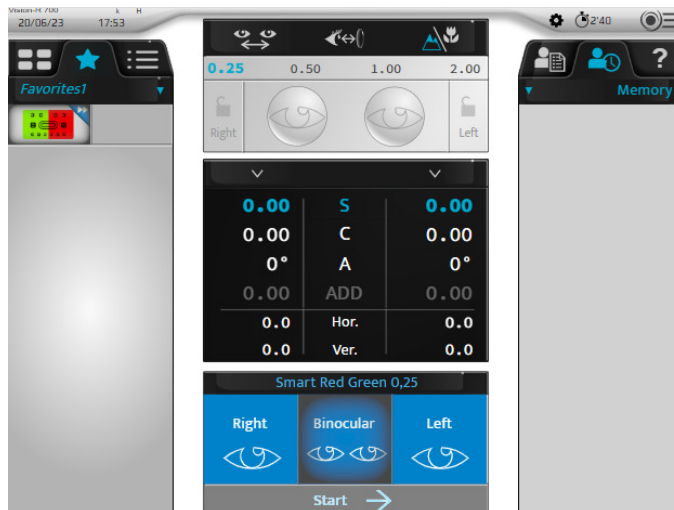 Vision-R 700
20/06/23 17:53
2'40
?
Favorites1
Memory
0.25 0.50 1.00 2.00
Right Left
0.00 S 0.00
0.00 C 0.00
0° A 0°
0.00 ADD 0.00
0.0 Hor. 0.0
0.0 Ver. 0.0
Smart Red Green 0,25
Right Binocular Left
Start